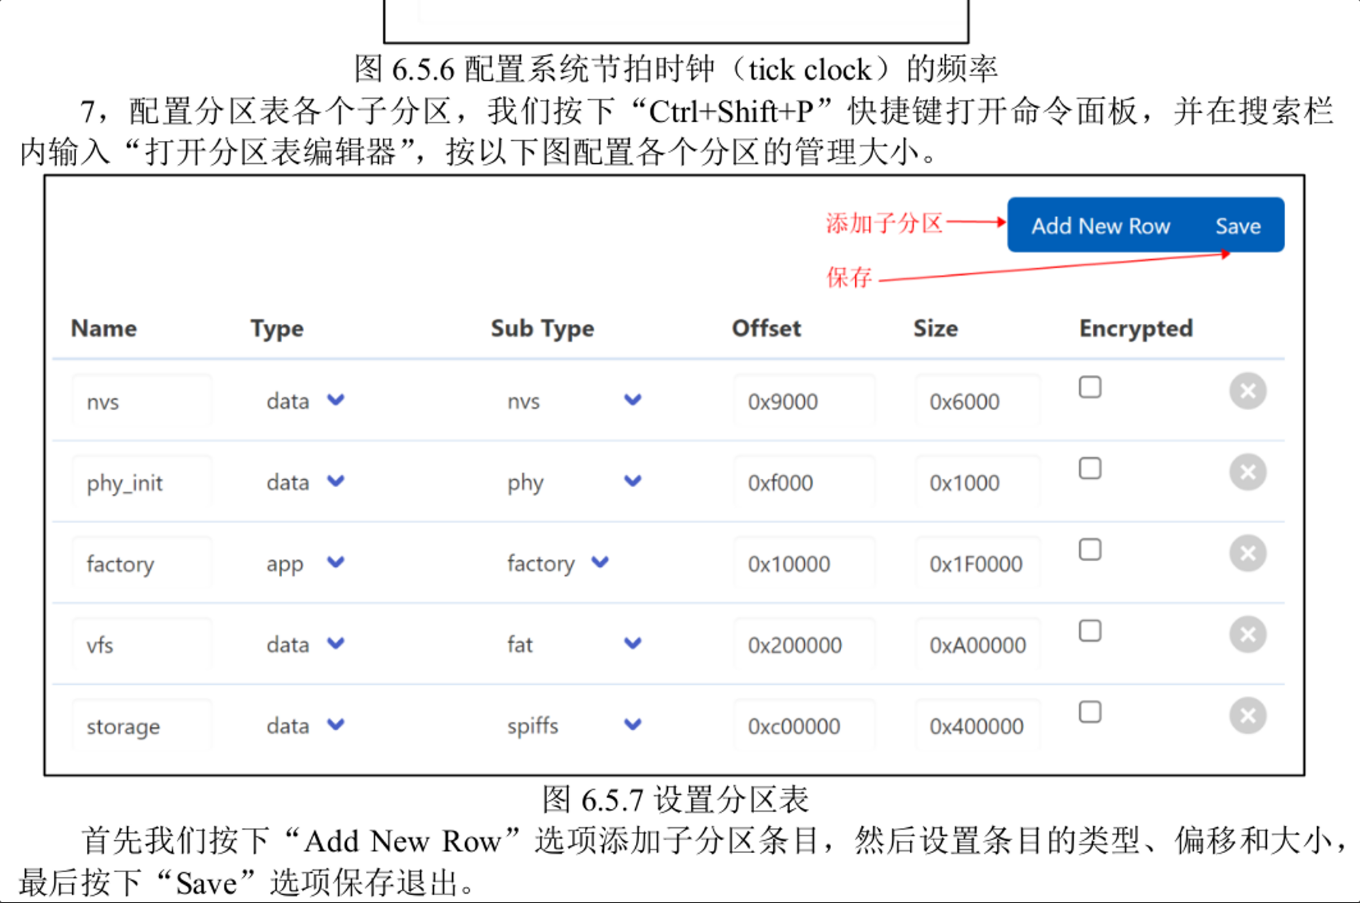 图 6.5.6 配置系统节拍时钟（tick clock）的频率
7，配置分区表各个子分区，我们按下“Ctrl+Shift+P”快捷键打开命令面板，并在搜索栏
内输入“打开分区表编辑器”，按以下图配置各个分区的管理大小。
添加子分区 Add New Row Save
保存
Name Type Sub Type Offset Size Encrypted
nvs data nvs 0x9000 0x6000
phy_init data phy 0xf000 0x1000
factory app factory 0x10000 0x1F0000
vfs data fat 0x200000 0xA00000
storage data spiffs 0xc00000 0x400000
图 6.5.7 设置分区表
首先我们按下“Add New Row”选项添加子分区条目，然后设置条目的类型、偏移和大小，
最后按下“Save”选项保存退出。